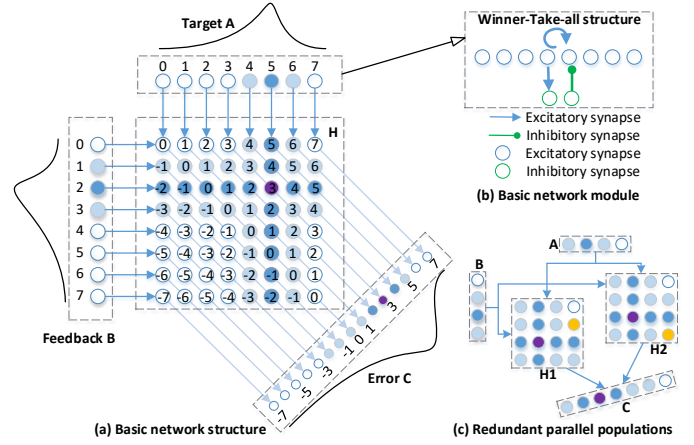 Target A
0 1 2 3 4 5 6 7
H
0 0 1 2 3 4 5 6 7
1 -1 0 1 2 3 4 5 6
2 -2 -1 0 1 2 3 4 5
3 -3 -2 -1 0 1 2 3 4
4 -4 -3 -2 -1 0 1 2 3
5 -5 -4 -3 -2 -1 0 1 2
6 -6 -5 -4 -3 -2 -1 0 1
7 -7 -6 -5 -4 -3 -2 -1 0
Feedback B
-7 -5 -3 -1 0 1 3 5 7
Error C
(a) Basic network structure
Winner-Take-all structure
Excitatory synapse
Inhibitory synapse
Excitatory synapse
Inhibitory synapse
(b) Basic network module
A
B
H1
H2
C
(c) Redundant parallel populations